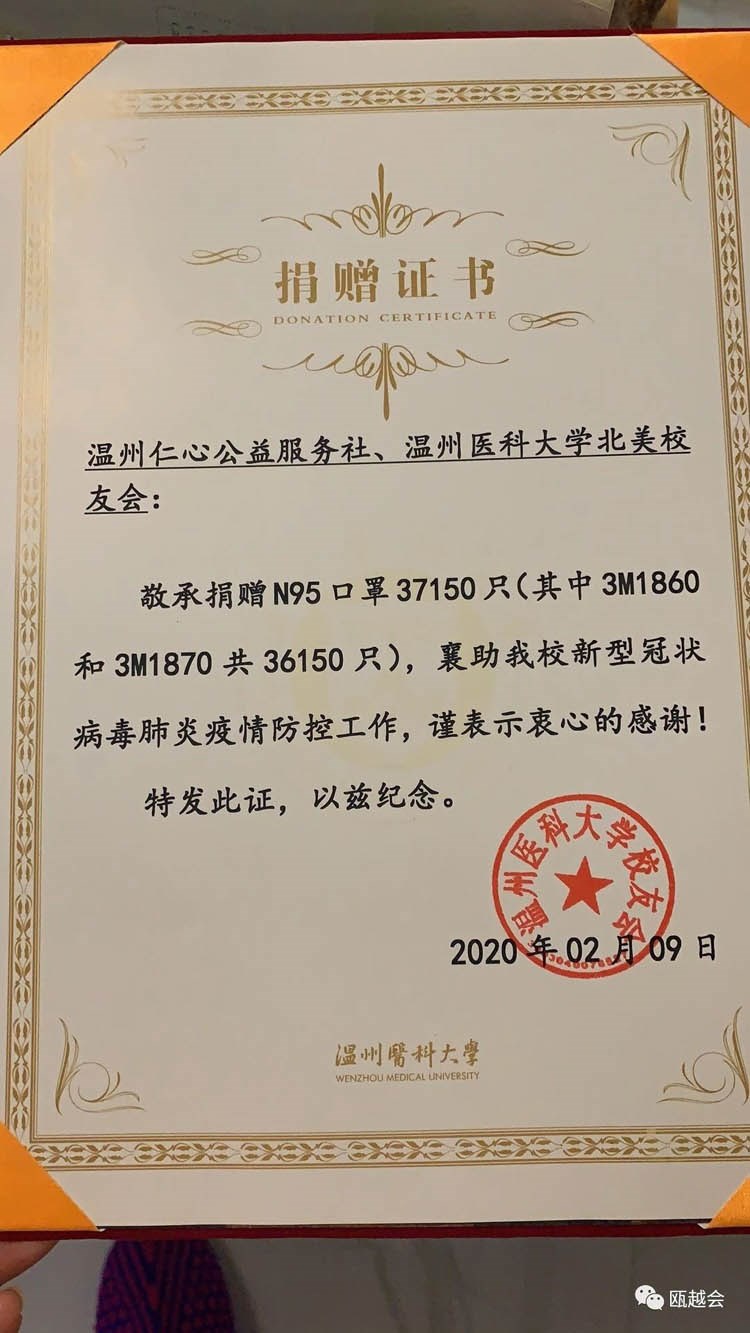 捐赠证书
DONATION CERTIFICATE
温州仁心公益服务社、温州医科大学北美校
友会：
敬承捐赠N95口罩37150只（其中3M1860
和3M1870共36150只），襄助我校新型冠状
病毒肺炎疫情防控工作，谨表示衷心的感谢！
特发此证，以兹纪念。
温州医科大学校友会
2020年02月09日
温州醫科大學
WENZHOU MEDICAL UNIVERSITY
瓯越会